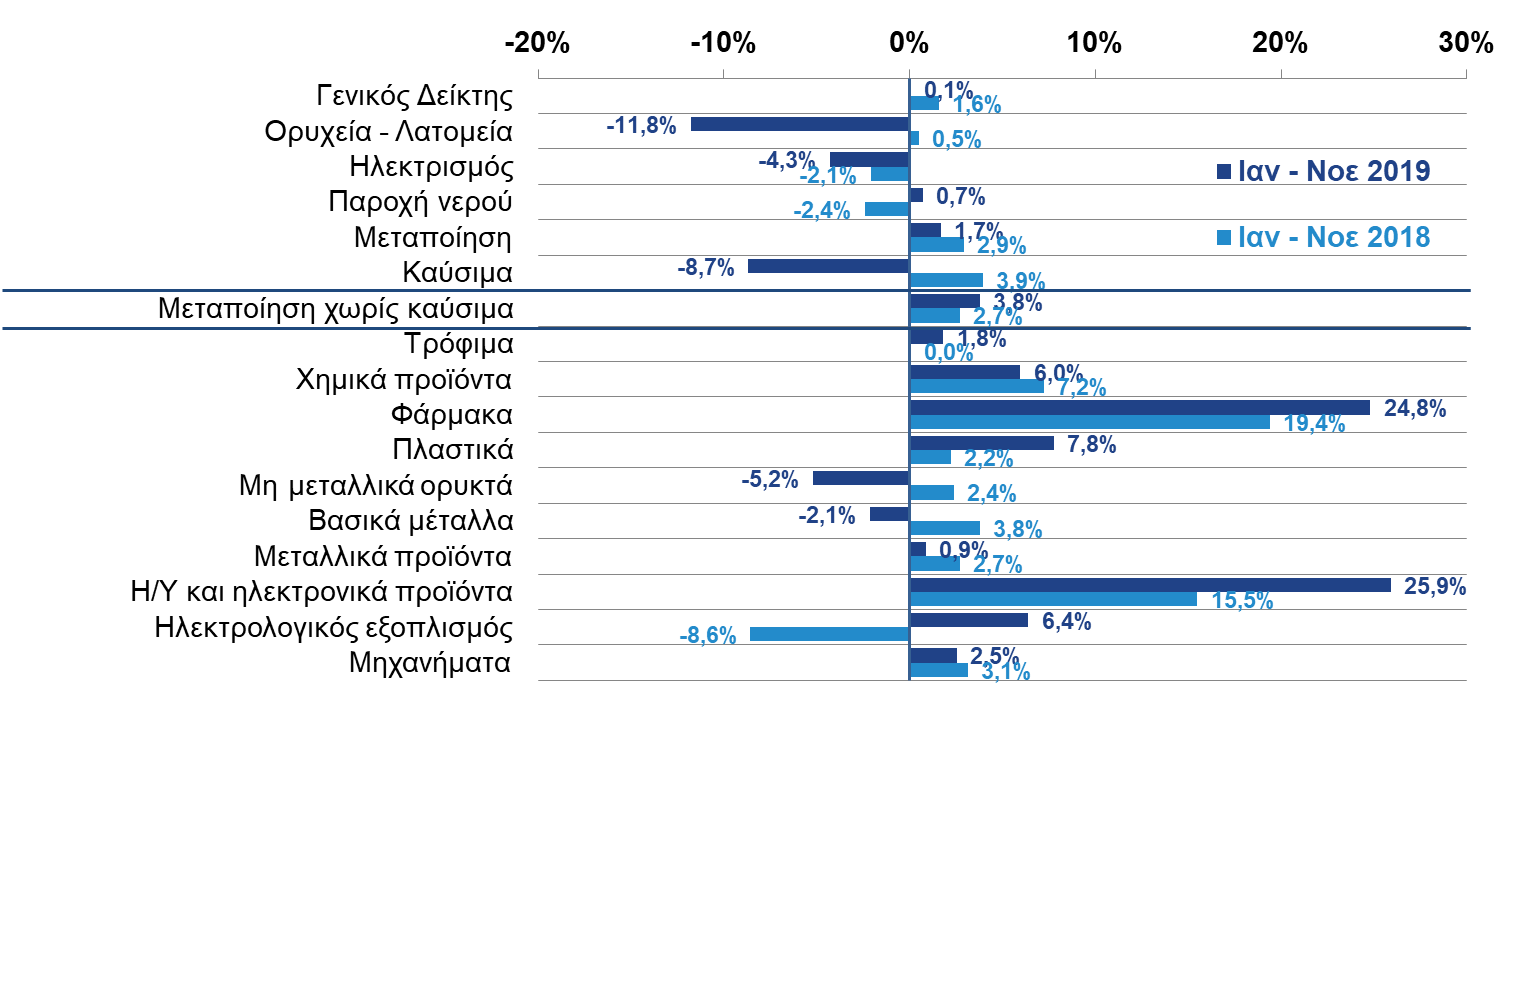 -20% -10% 0% 10% 20% 30%
Γενικός Δείκτης 0,1% 1,6%
Ορυχεία - Λατομεία -11,8% 0,5%
Ηλεκτρισμός -4,3% -2,1%
Ιαν - Νοε 2019
Παροχή νερού 0,7% -2,4%
Μεταποίηση 1,7% 2,9%
Ιαν - Νοε 2018
Καύσιμα -8,7% 3,9%
Μεταποίηση χωρίς καύσιμα 3,8% 2,7%
Τρόφιμα 1,8% 0,0%
Χημικά προϊόντα 6,0% 7,2%
Φάρμακα 24,8% 19,4%
Πλαστικά 7,8% 2,2%
Μη μεταλλικά ορυκτά -5,2% 2,4%
Βασικά μέταλλα -2,1% 3,8%
Μεταλλικά προϊόντα 0,9% 2,7%
Η/Υ και ηλεκτρονικά προϊόντα 25,9% 15,5%
Ηλεκτρολογικός εξοπλισμός 6,4% -8,6%
Μηχανήματα 2,5% 3,1%